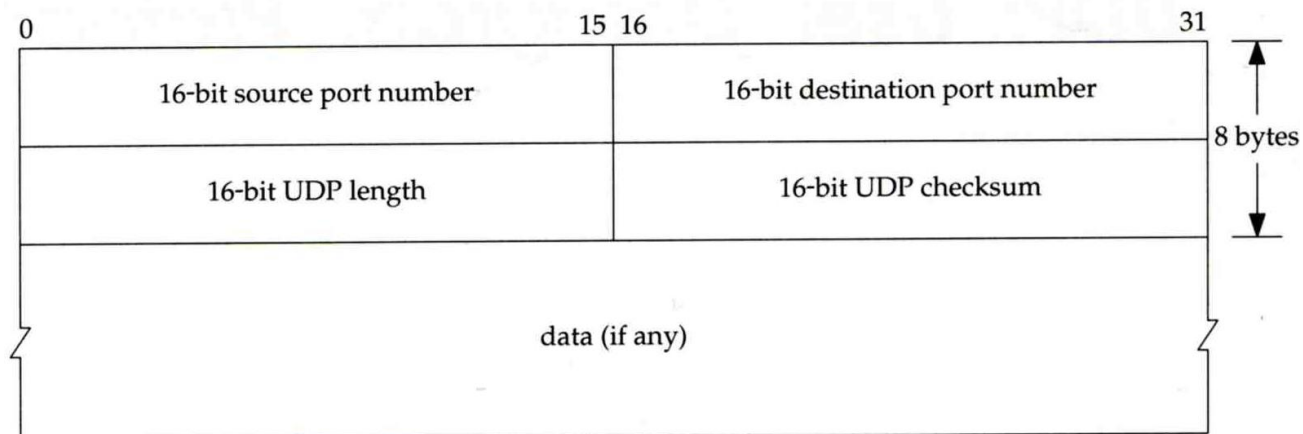 0 15 16 31
16-bit source port number 16-bit destination port number
8 bytes
16-bit UDP length 16-bit UDP checksum
data (if any)